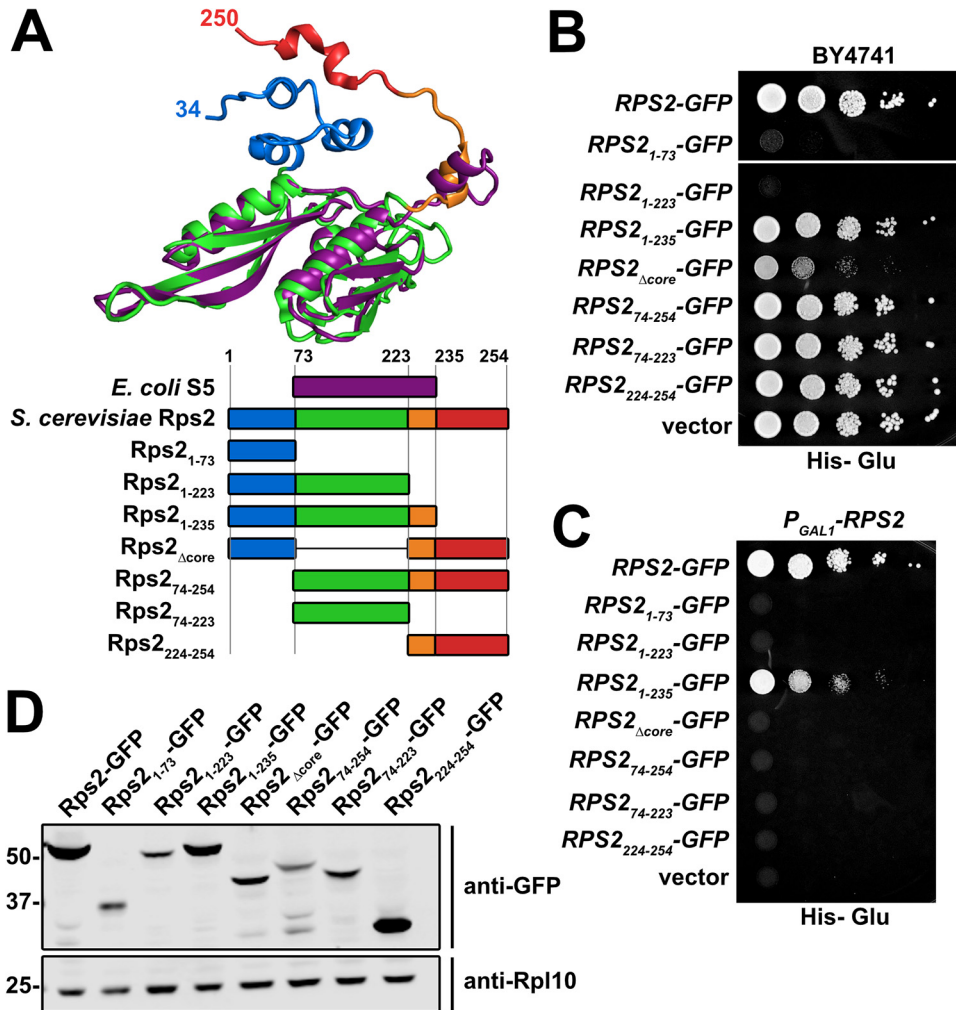 A
250
34
1 73 223 235 254
E. coli S5
S. cerevisiae Rps2
Rps2₁₋₇₃
Rps2₁₋₂₂₃
Rps2₁₋₂₃₅
Rps2Δcore
Rps2₇₄₋₂₅₄
Rps2₇₄₋₂₂₃
Rps2₂₂₄₋₂₅₄
B
BY4741
RPS2-GFP
RPS2₁₋₇₃-GFP
RPS2₁₋₂₂₃-GFP
RPS2₁₋₂₃₅-GFP
RPS2Δcore-GFP
RPS2₇₄₋₂₅₄-GFP
RPS2₇₄₋₂₂₃-GFP
RPS2₂₂₄₋₂₅₄-GFP
vector
His- Glu
C
P_GAL1-RPS2
RPS2-GFP
RPS2₁₋₇₃-GFP
RPS2₁₋₂₂₃-GFP
RPS2₁₋₂₃₅-GFP
RPS2Δcore-GFP
RPS2₇₄₋₂₅₄-GFP
RPS2₇₄₋₂₂₃-GFP
RPS2₂₂₄₋₂₅₄-GFP
vector
His- Glu
D
Rps2-GFP
Rps2₁₋₇₃-GFP
Rps2₁₋₂₂₃-GFP
Rps2₁₋₂₃₅-GFP
Rps2Δcore-GFP
Rps2₇₄₋₂₅₄-GFP
Rps2₇₄₋₂₂₃-GFP
Rps2₂₂₄₋₂₅₄-GFP
50-
37-
anti-GFP
25-
anti-Rpl10